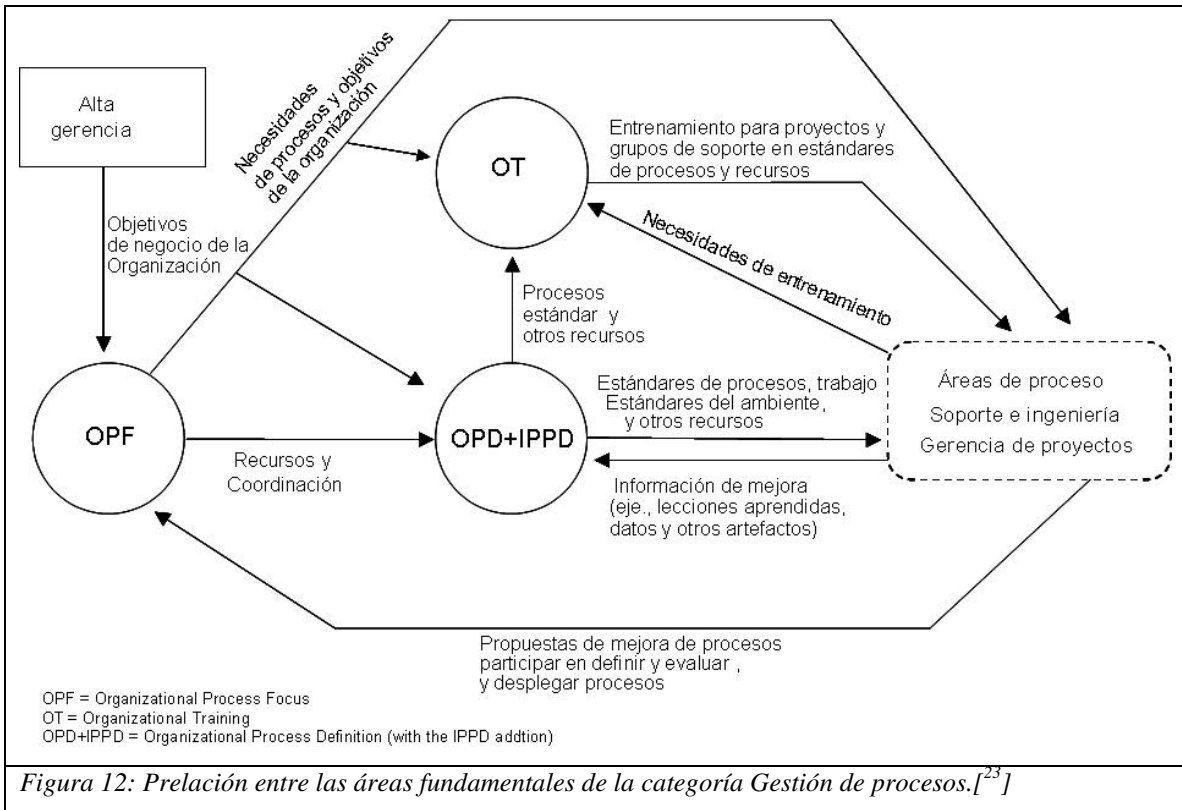 Alta
gerencia
Necesidades
de procesos y objetivos
de la organización
OT
Entrenamiento para proyectos y
grupos de soporte en estándares
de procesos y recursos
Objetivos
de negocio de la
Organización
Necesidades de entrenamiento
Procesos
estándar y
otros recursos
OPF
Recursos y
Coordinación
OPD+IPPD
Estándares de procesos, trabajo
Estándares del ambiente,
y otros recursos
Áreas de proceso
Soporte e ingeniería
Gerencia de proyectos
Información de mejora
(eje., lecciones aprendidas,
datos y otros artefactos)
Propuestas de mejora de procesos
participar en definir y evaluar ,
y desplegar procesos
OPF = Organizational Process Focus
OT = Organizational Training
OPD+IPPD = Organizational Process Definition (with the IPPD addtion)
Figura 12: Prelación entre las áreas fundamentales de la categoría Gestión de procesos.[23]